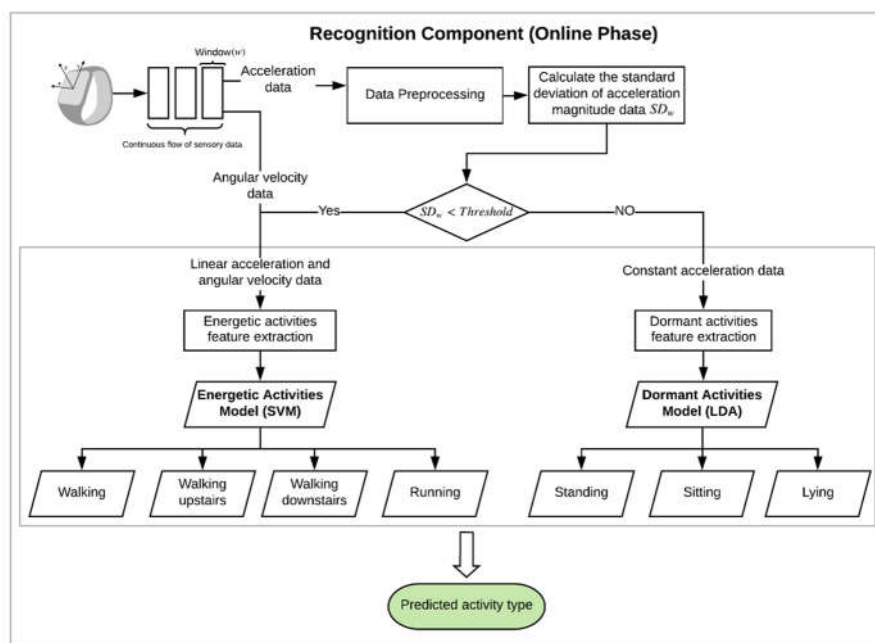 Recognition Component (Online Phase)
Window(w)
Acceleration
data
Data Preprocessing
Calculate the standard
deviation of acceleration
magnitude data SD_w
Continuous flow of sensory data
Angular velocity
data
Yes
SD_w < Threshold
NO
Linear acceleration and
angular velocity data
Constant acceleration data
Energetic activities
feature extraction
Dormant activities
feature extraction
Energetic Activities
Model (SVM)
Dormant Activities
Model (LDA)
Walking
Walking
upstairs
Walking
downstairs
Running
Standing
Sitting
Lying
Predicted activity type